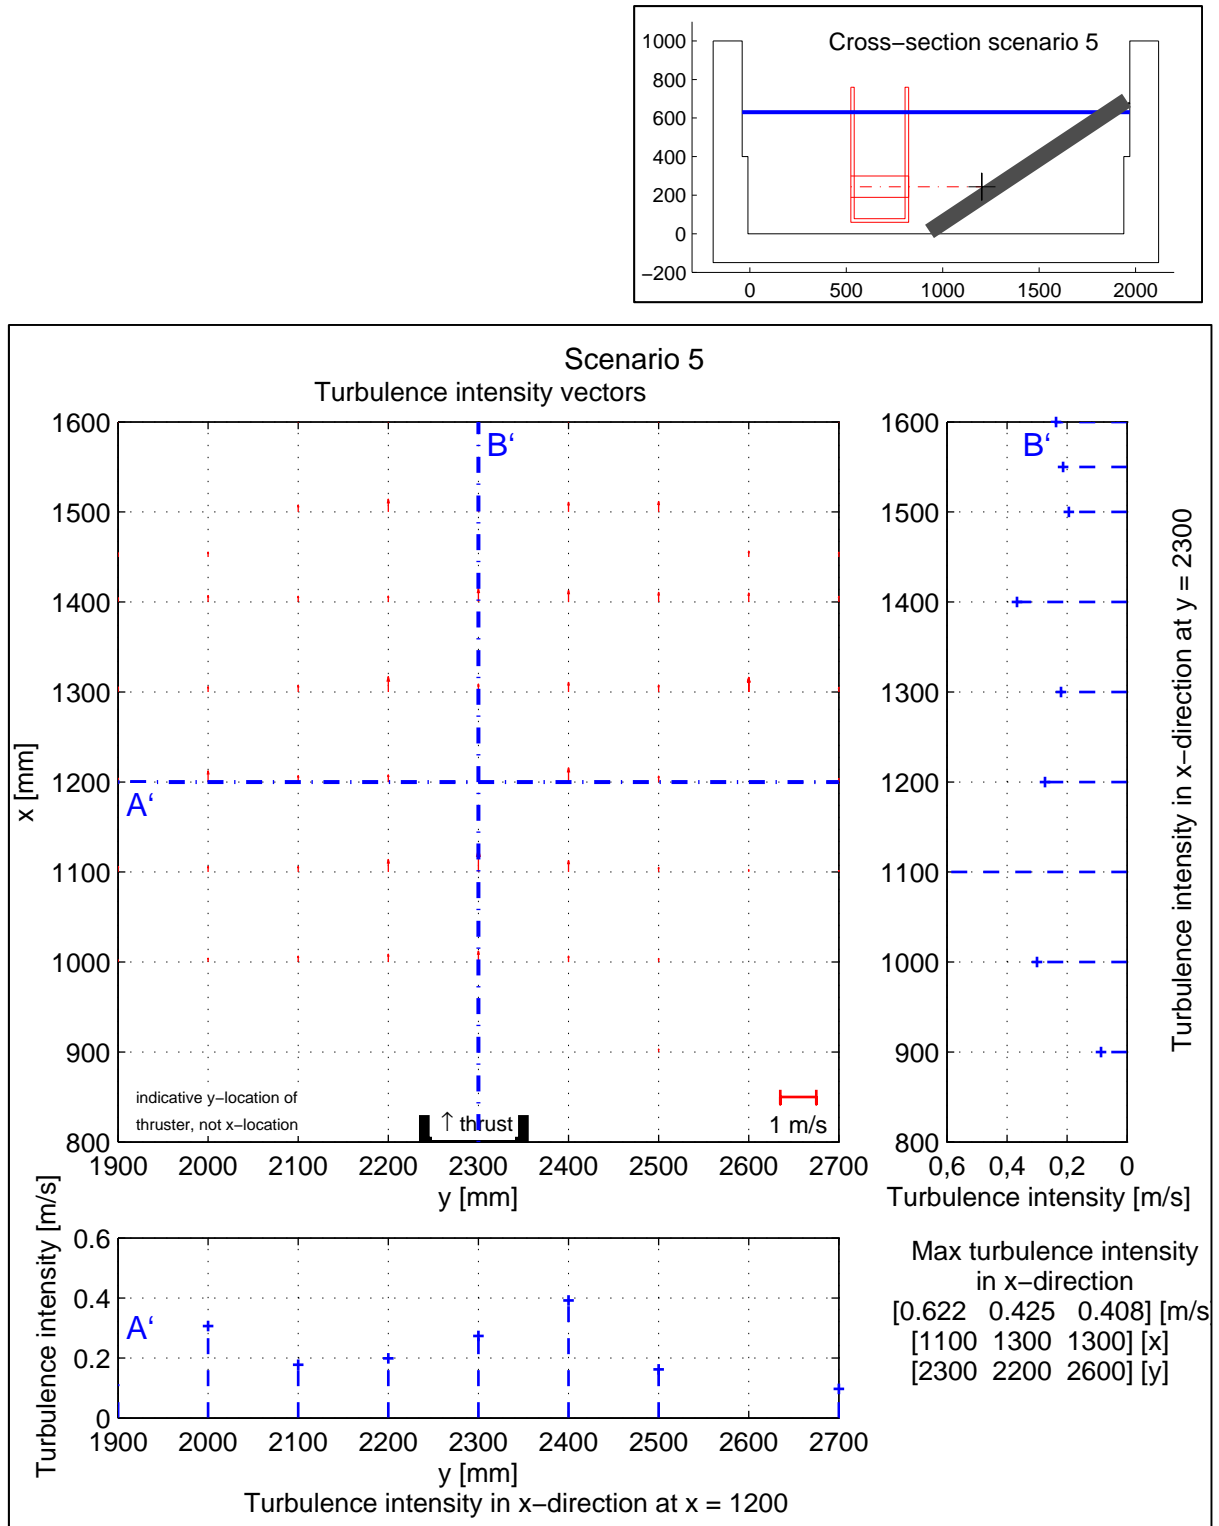 Cross−section scenario 5
1000
800
600
400
200
0
−200
0 500 1000 1500 2000
Scenario 5
Turbulence intensity vectors
1600
1500
1400
1300
1200
1100
1000
900
800
x [mm]
B‘
A‘
indicative y−location of
thruster, not x−location
↑ thrust
1 m/s
1900 2000 2100 2200 2300 2400 2500 2600 2700
y [mm]
1600
1500
1400
1300
1200
1100
1000
900
800
B‘
0,6 0,4 0,2 0
Turbulence intensity [m/s]
Turbulence intensity in x−direction at y = 2300
Turbulence intensity [m/s]
0.6
0.4
0.2
0
A‘
1900 2000 2100 2200 2300 2400 2500 2600 2700
y [mm]
Turbulence intensity in x−direction at x = 1200
Max turbulence intensity
in x−direction
[0.622 0.425 0.408] [m/s
[1100 1300 1300] [x]
[2300 2200 2600] [y]